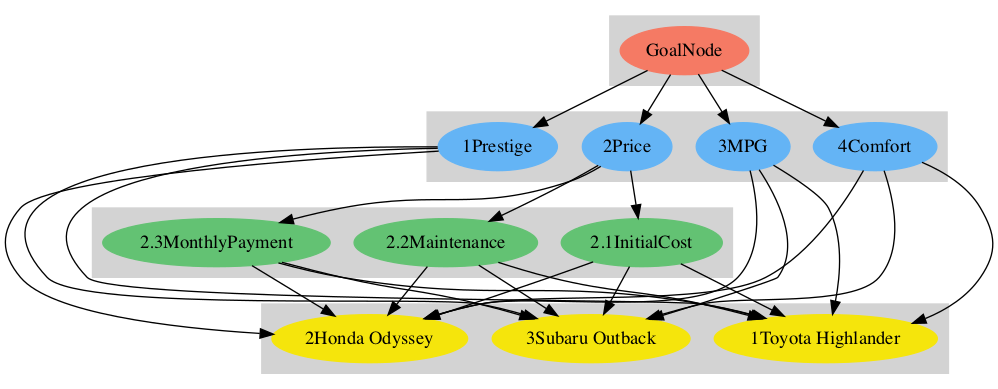 GoalNode
1Prestige
2Price
3MPG
4Comfort
2.3MonthlyPayment
2.2Maintenance
2.1InitialCost
2Honda Odyssey
3Subaru Outback
1Toyota Highlander